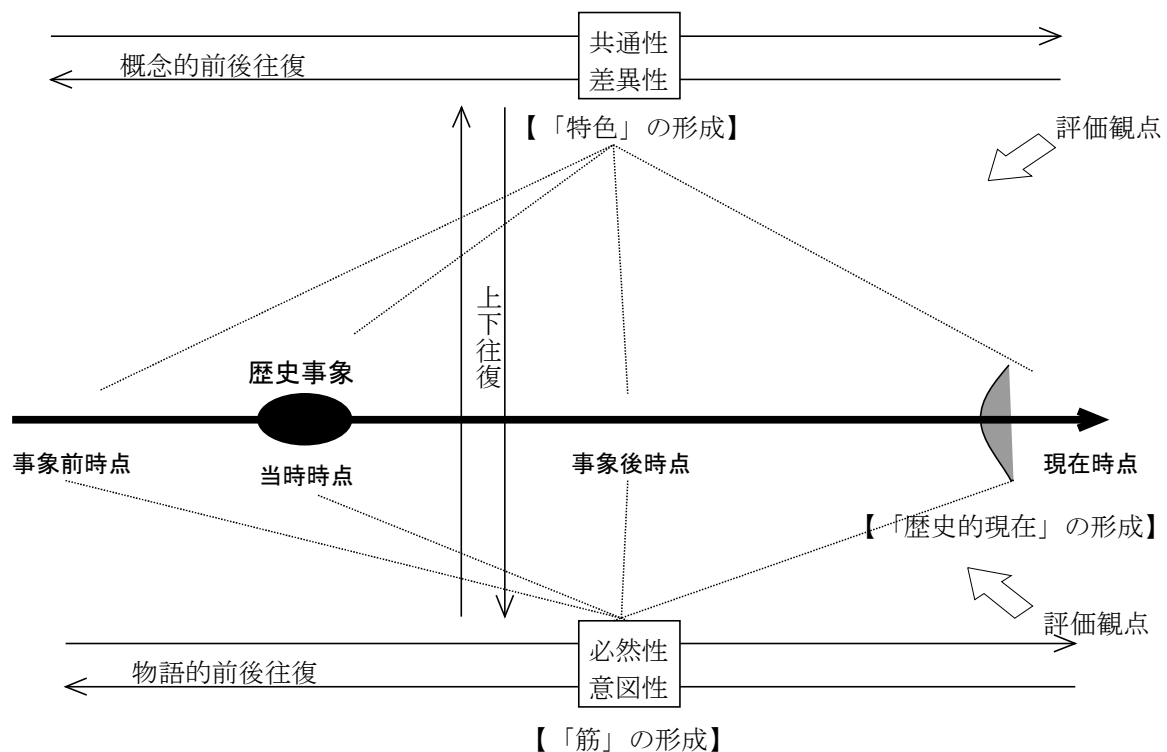 共通性
差異性
概念的前後往復
【「特色」の形成】
評価観点
上下往復
歴史事象
事象前時点
当時時点
事象後時点
現在時点
【「歴史的現在」の形成】
評価観点
必然性
意図性
物語的前後往復
【「筋」の形成】